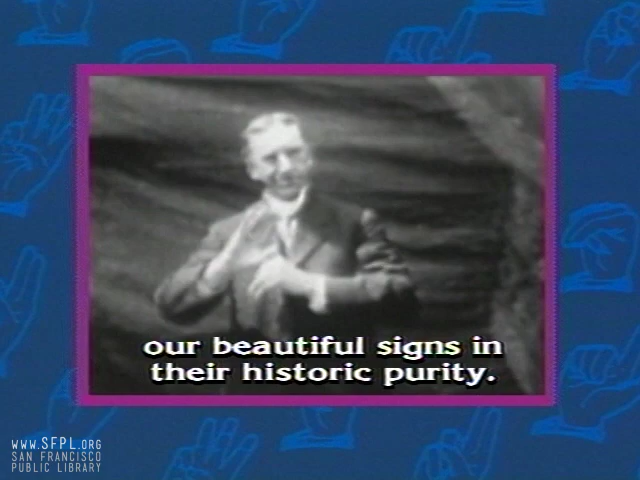 our beautiful signs in
their historic purity.
WWW.SFPL.ORG
SAN FRANCISCO
PUBLIC LIBRARY